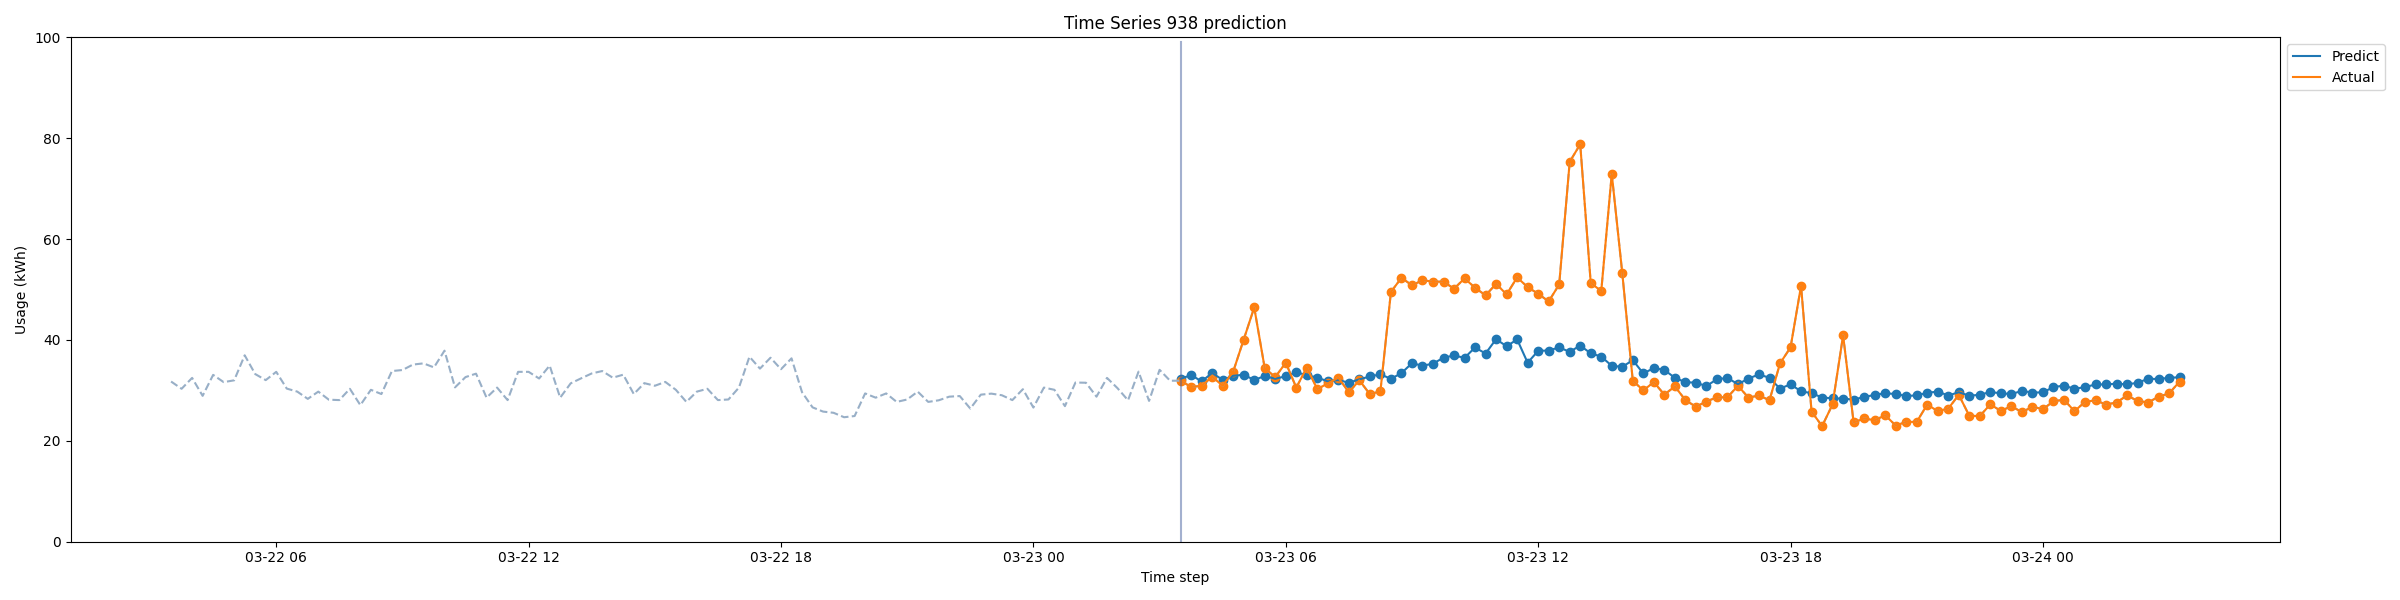 Time Series 938 prediction
Predict
Actual
Usage (kWh)
100
80
60
40
20
0
03-22 06
03-22 12
03-22 18
03-23 00
03-23 06
03-23 12
03-23 18
03-24 00
Time step